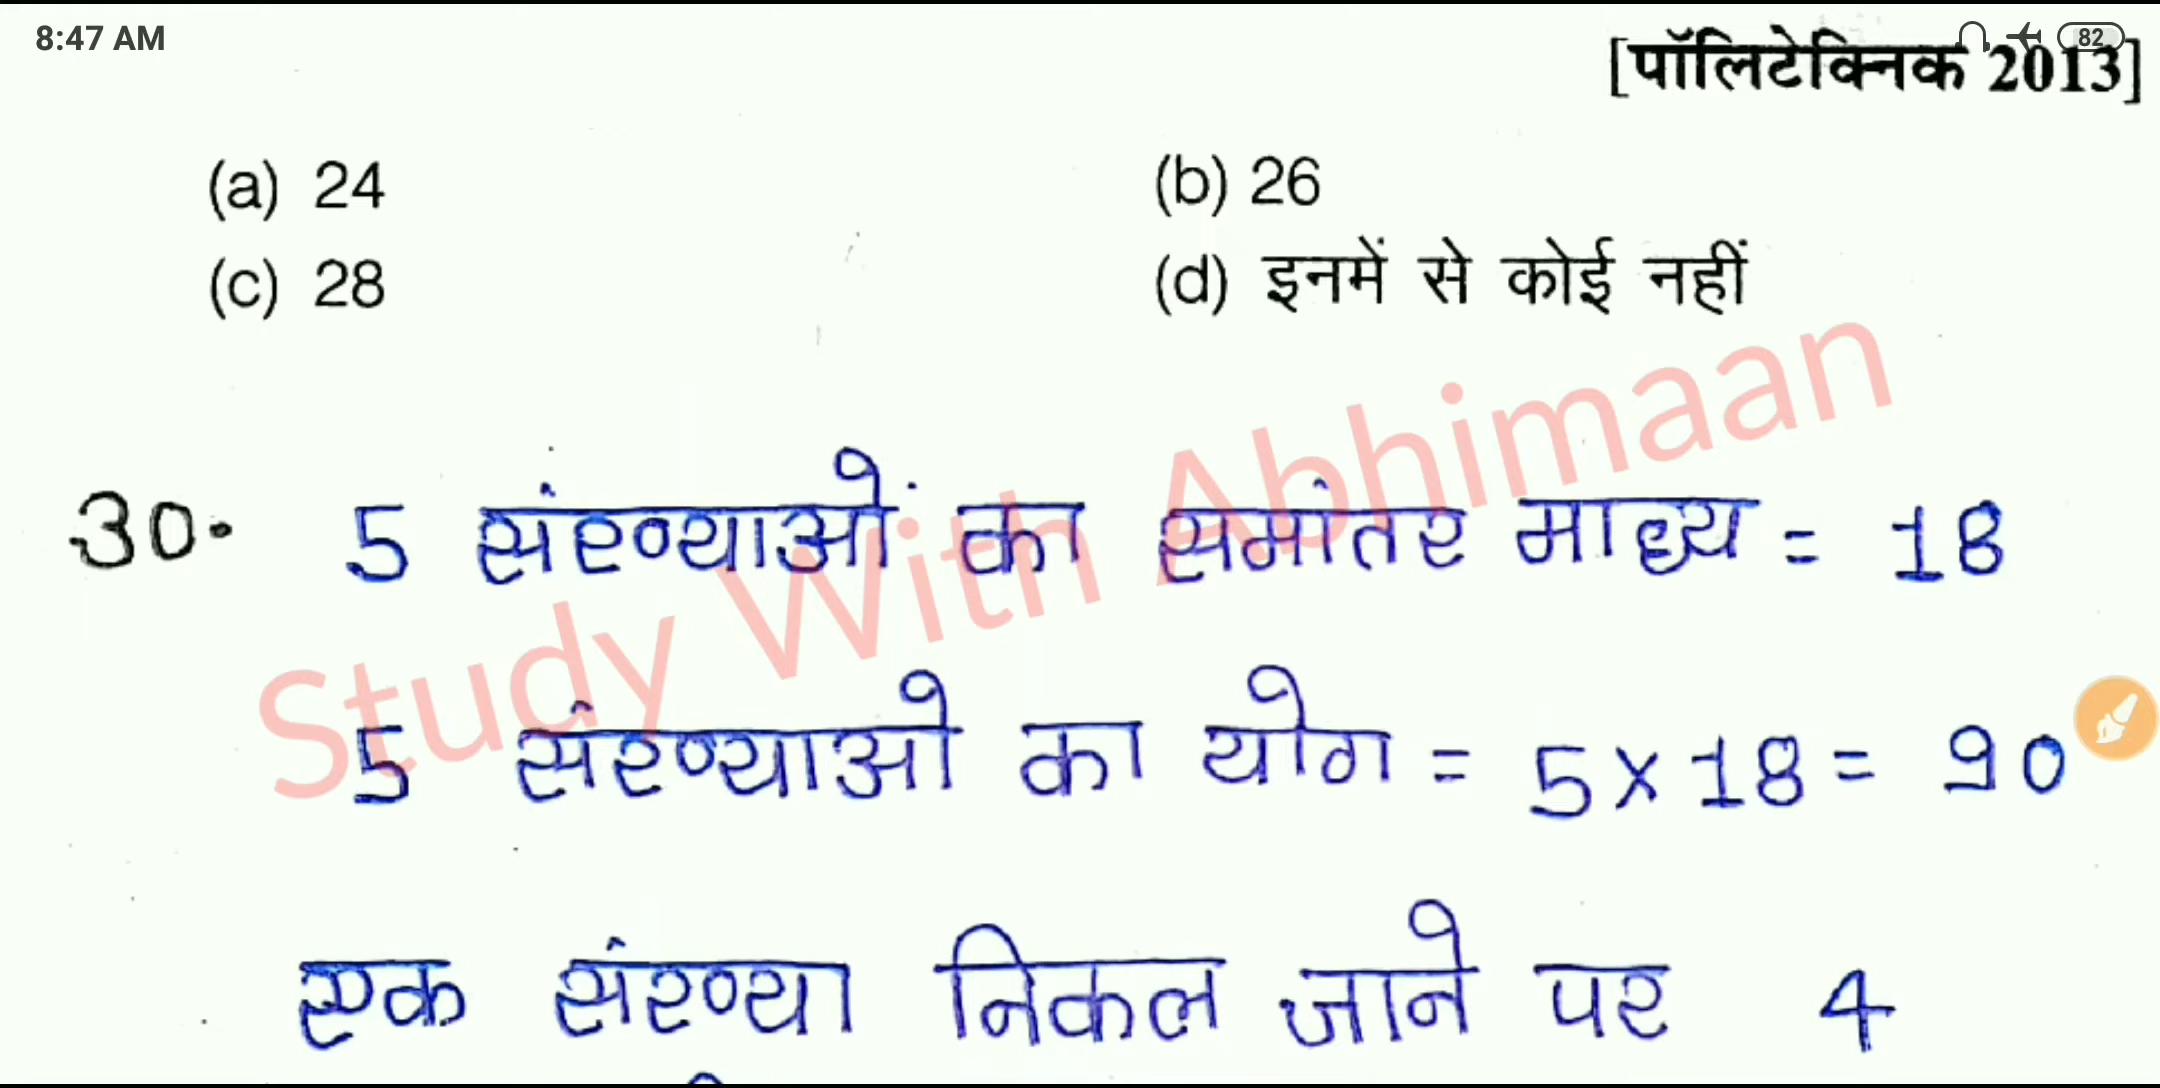 8:47 AM
82
[पॉलिटेक्निक 2013]
(a) 24 (b) 26
(c) 28 (d) इनमें से कोई नहीं
30. 5 संख्याओं का समांतर माध्य = 18
5 संख्याओ का योग = 5 × 18 = 90
एक संख्या निकल जाने पर 4
Study With Abhimaan